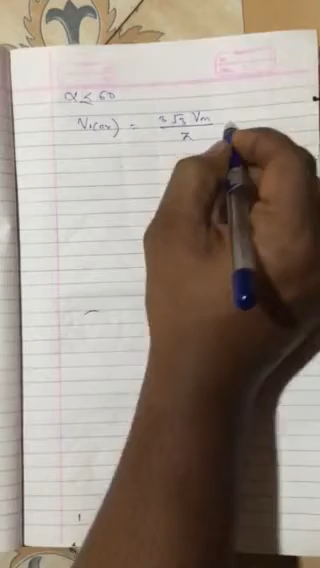 α ≤ 60
V₀(av) = 3√3 Vm / π